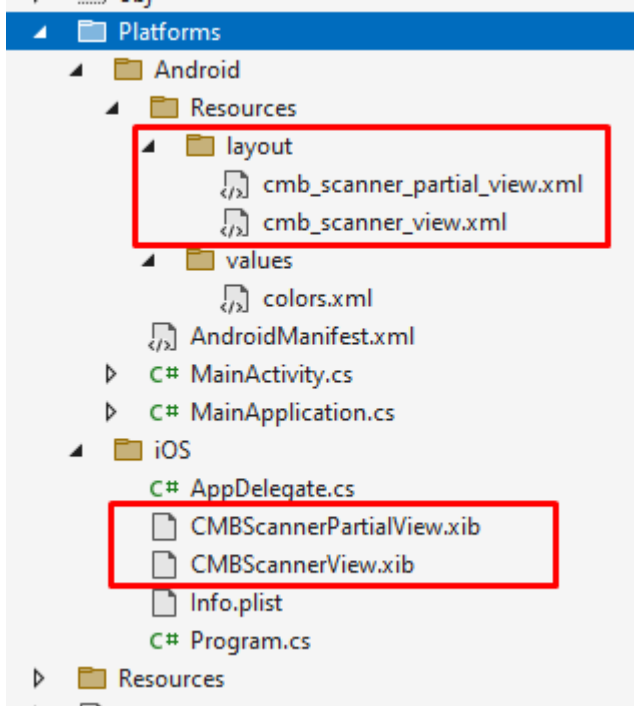 Platforms
Android
Resources
layout
cmb_scanner_partial_view.xml
cmb_scanner_view.xml
values
colors.xml
AndroidManifest.xml
C# MainActivity.cs
C# MainApplication.cs
iOS
C# AppDelegate.cs
CMBScannerPartialView.xib
CMBScannerView.xib
Info.plist
C# Program.cs
Resources